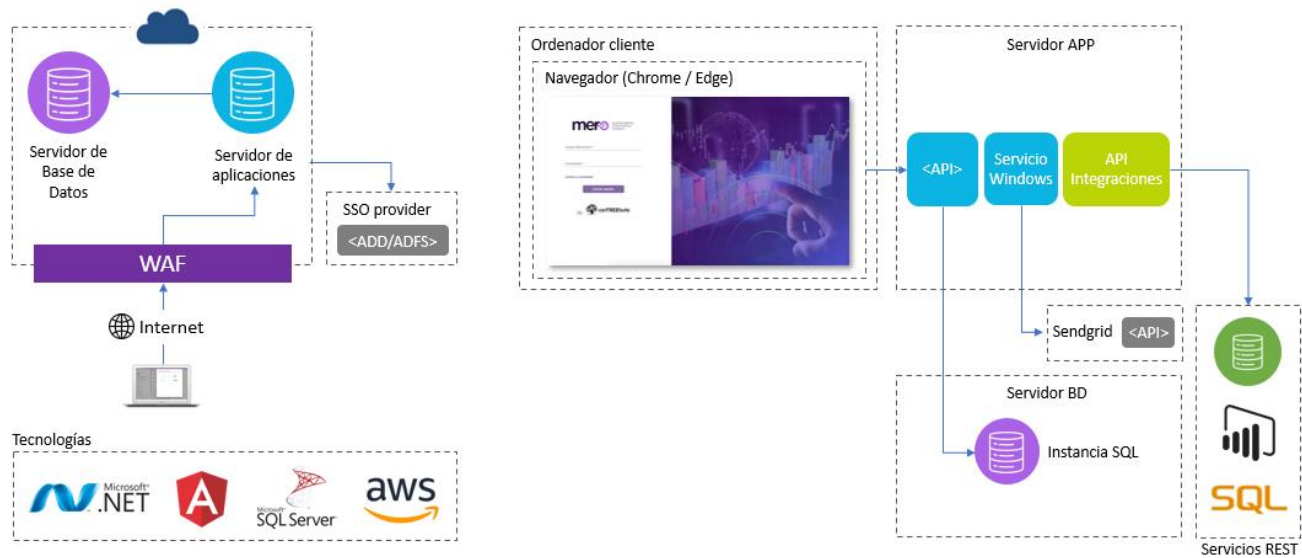 Servidor de
Base de
Datos
Servidor de
aplicaciones
SSO provider
<ADD/ADFS>
WAF
Internet
Tecnologías
Microsoft
.NET
A
Microsoft
SQL Server
aws
Ordenador cliente
Navegador (Chrome / Edge)
mero
Servidor APP
<API>
Servicio
Windows
API
Integraciones
Sendgrid
<API>
Servidor BD
Instancia SQL
SQL
Servicios REST